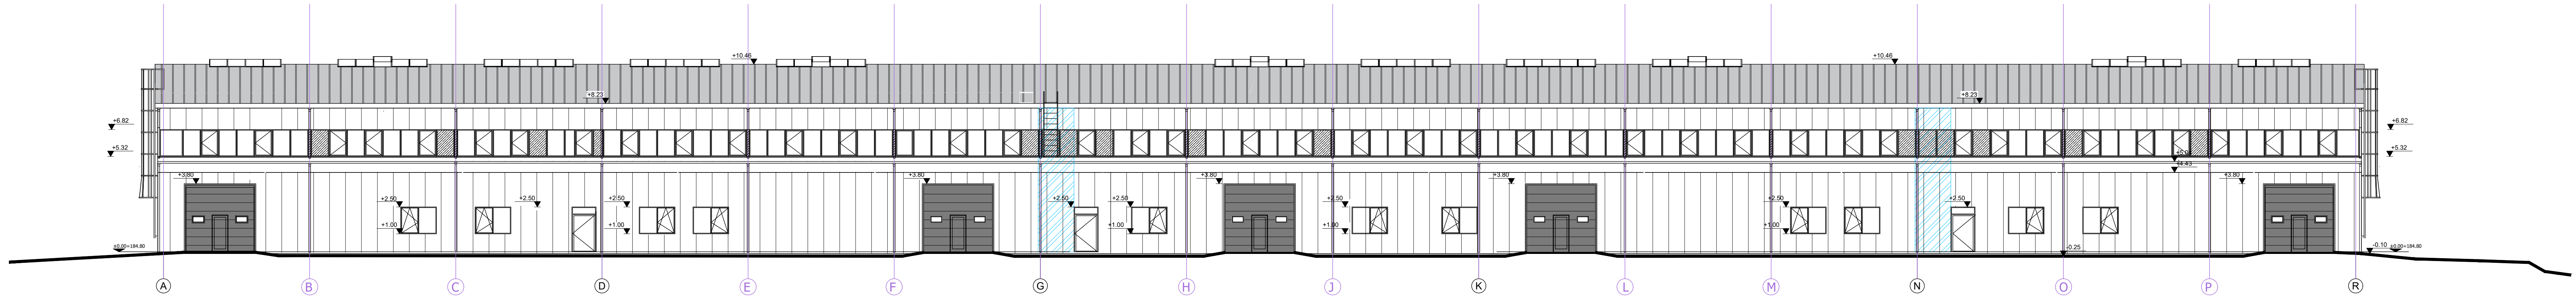 +10.46 +10.46
+8.23 +8.23
+6.82 +6.82
+5.32 +5.32
+4.43
+3.80 +3.80 +3.80 +3.80 +3.80
+2.50 +2.50 +2.50 +2.50 +2.50 +2.50 +2.50 +2.50
+1.00 +1.00 +1.00 +1.00 +1.00
±0.00=184.80 -0.25 -0.10 ±0.00=184.80
A B C D E F G H J K L M N O P R